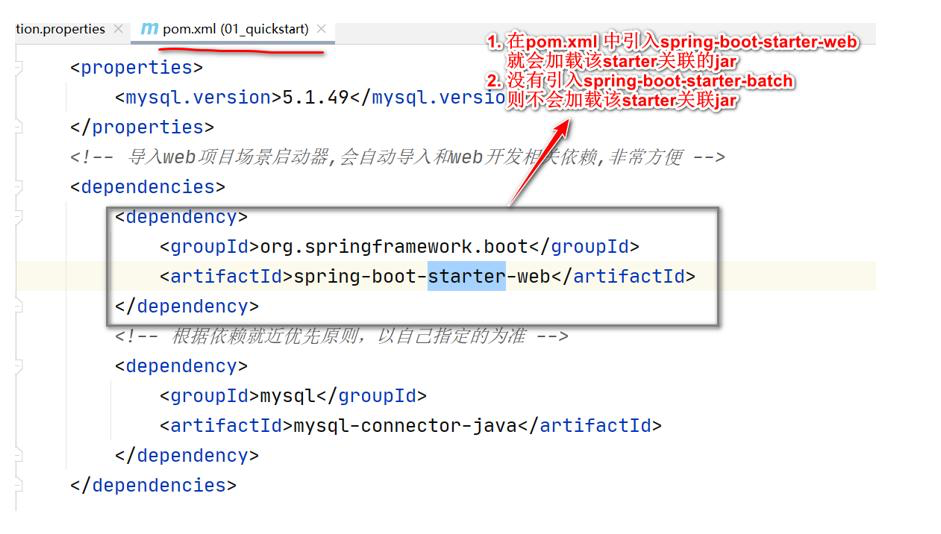 tion.properties
pom.xml (01_quickstart)
1. 在pom.xml 中引入spring-boot-starter-web
就会加载该starter关联的jar
2. 没有引入spring-boot-starter-batch
则不会加载该starter关联jar
<properties>
<mysql.version>5.1.49</mysql.versio
</properties>
<!-- 导入web项目场景启动器,会自动导入和web开发相关依赖,非常方便 -->
<dependencies>
<dependency>
<groupId>org.springframework.boot</groupId>
<artifactId>spring-boot-starter-web</artifactId>
</dependency>
<!-- 根据依赖就近优先原则，以自己指定的为准 -->
<dependency>
<groupId>mysql</groupId>
<artifactId>mysql-connector-java</artifactId>
</dependency>
</dependencies>